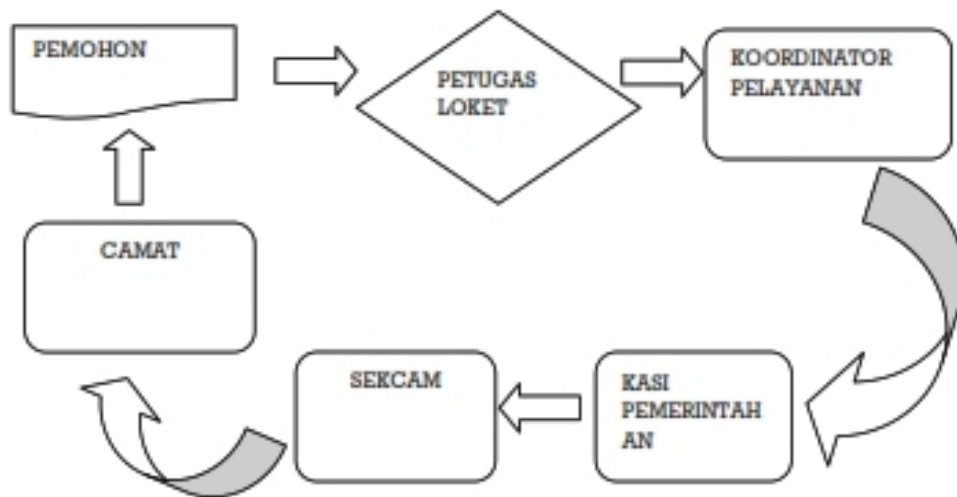 PEMOHON
PETUGAS
LOKET
KOORDINATOR
PELAYANAN
CAMAT
SEKCAM
KASI
PEMERINTAH
AN